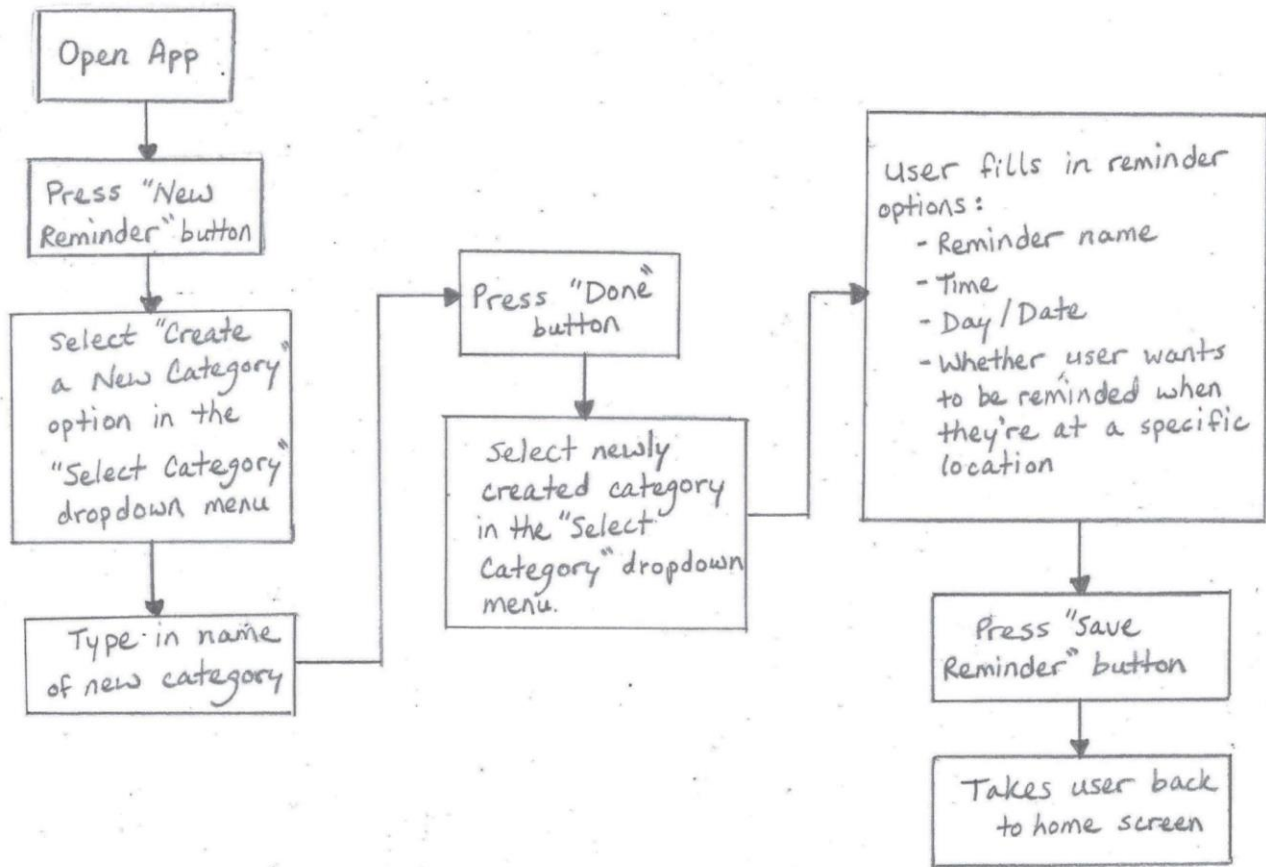 Open App
Press "New
Reminder" button
Select "Create
a New Category"
option in the
"Select Category"
dropdown menu
Type in name
of new category
Press "Done"
button
Select newly
created category
in the "Select
Category" dropdown
menu.
User fills in reminder
options:
- Reminder name
- Time
- Day/Date
- Whether user wants
to be reminded when
they're at a specific
location
Press "Save
Reminder" button
Takes user back
to home screen